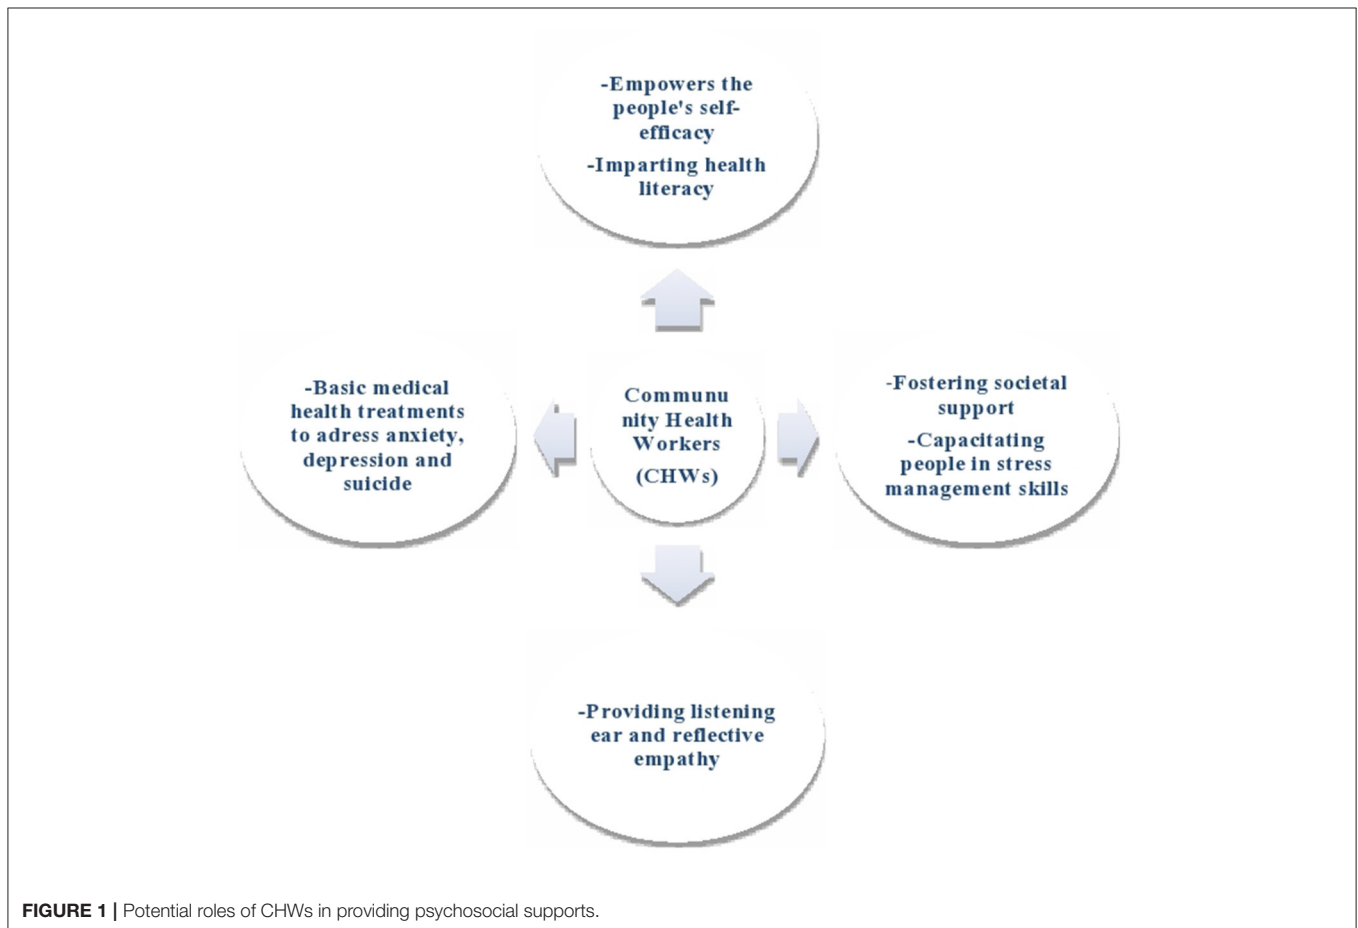 -Empowers the
people's self-
efficacy
-Imparting health
literacy
-Basic medical
health treatments
to adress anxiety,
depression and
suicide
Communu
nity Health
Workers
(CHWs)
-Fostering societal
support
-Capacitating
people in stress
management skills
-Providing listening
ear and reflective
empathy
FIGURE 1 | Potential roles of CHWs in providing psychosocial supports.